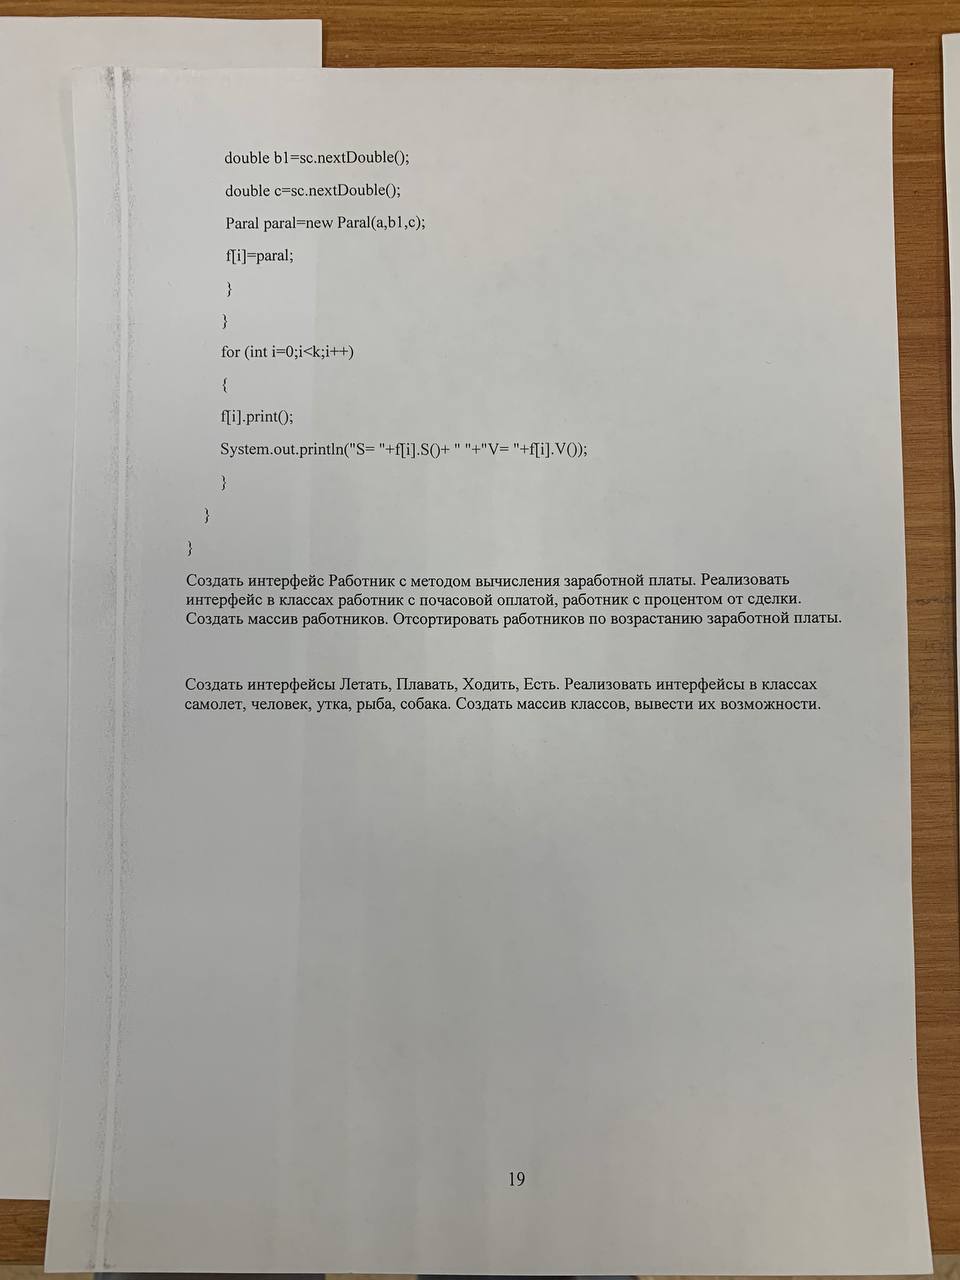 double b1=sc.nextDouble();
double c=sc.nextDouble();
Paral paral=new Paral(a,b1,c);
f[i]=paral;
}
}
for (int i=0;i<k;i++)
{
f[i].print();
System.out.println("S= "+f[i].S()+ " "+"V= "+f[i].V());
}
}
}
Создать интерфейс Работник с методом вычисления заработной платы. Реализовать
интерфейс в классах работник с почасовой оплатой, работник с процентом от сделки.
Создать массив работников. Отсортировать работников по возрастанию заработной платы.
Создать интерфейсы Летать, Плавать, Ходить, Есть. Реализовать интерфейсы в классах
самолет, человек, утка, рыба, собака. Создать массив классов, вывести их возможности.
19